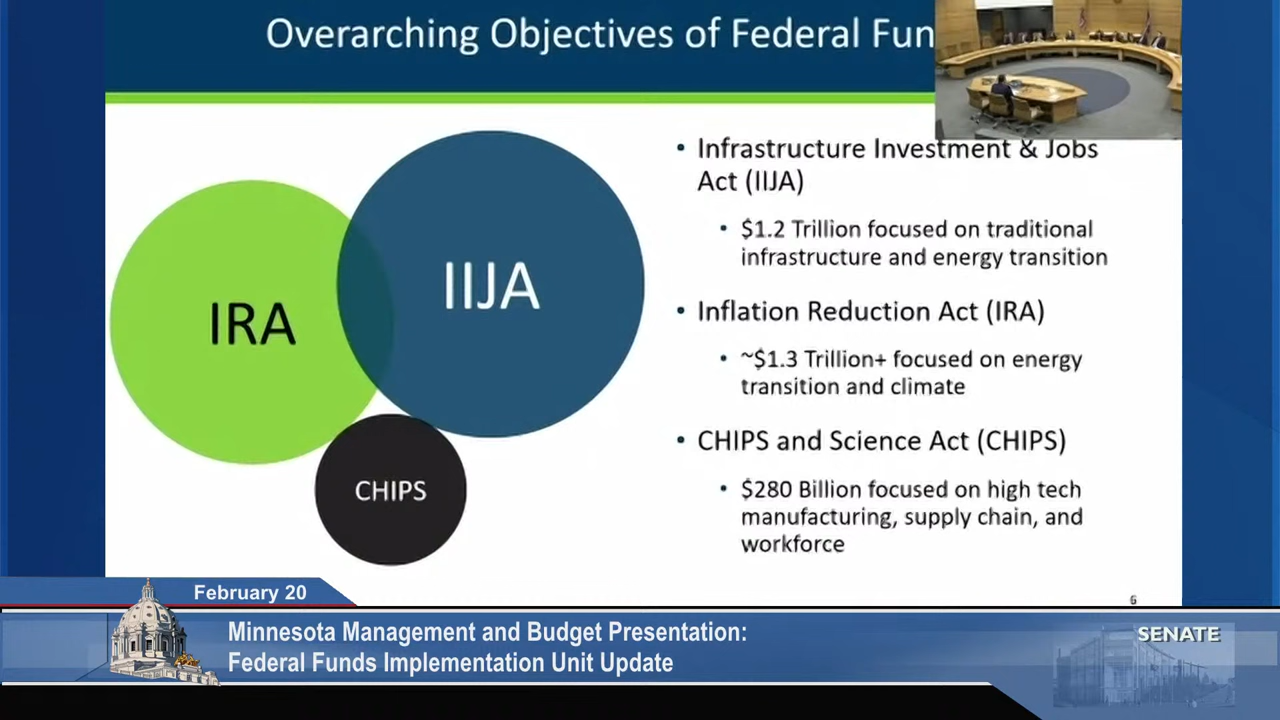 Overarching Objectives of Federal Fun
IRA
IIJA
CHIPS
• Infrastructure Investment & Jobs
Act (IIJA)
• $1.2 Trillion focused on traditional
infrastructure and energy transition
• Inflation Reduction Act (IRA)
• ~$1.3 Trillion+ focused on energy
transition and climate
• CHIPS and Science Act (CHIPS)
• $280 Billion focused on high tech
manufacturing, supply chain, and
workforce
6
February 20
Minnesota Management and Budget Presentation:
Federal Funds Implementation Unit Update
SENATE